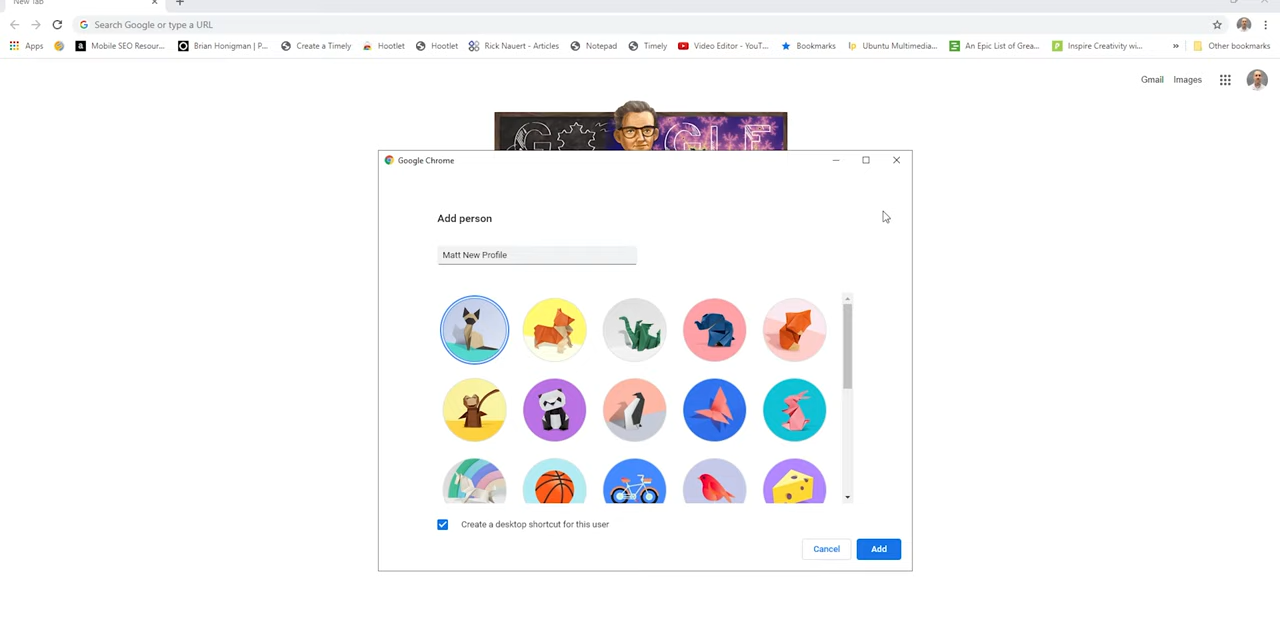 New Tab
Search Google or type a URL
Apps
Mobile SEO Resour...
Brian Honigman | P...
Create a Timely
Hootlet
Hootlet
Rick Nauert - Articles
Notepad
Timely
Video Editor - YouT...
Bookmarks
Ubuntu Multimedia...
An Epic List of Grea...
Inspire Creativity wi...
»
Other bookmarks
Gmail
Images
Google Chrome
Add person
Matt New Profile
Create a desktop shortcut for this user
Cancel
Add